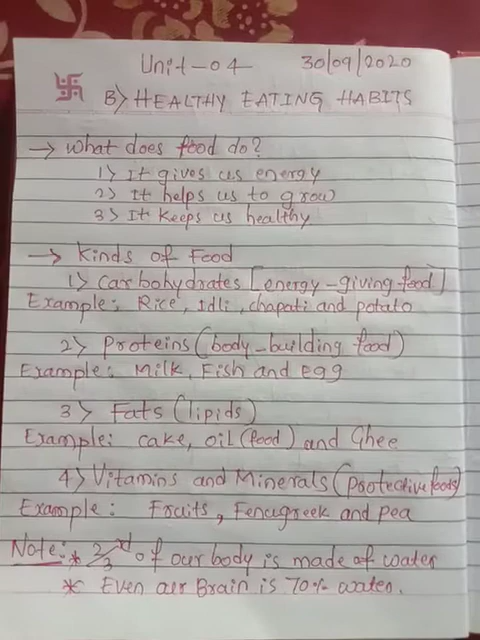 Unit-04 30/09/2020
卐 B> HEALTHY EATING HABITS
→ What does food do?
1> It gives us energy
2> It helps us to grow
3> It keeps us healthy
→ Kinds of Food
1> Carbohydrates [energy-giving food]
Example: Rice, Idli, chapati and potato
2> Proteins (body-building food)
Example: Milk, Fish and egg
3> Fats (lipids)
Example: cake, oil (food) and Ghee
4> Vitamins and Minerals (protective foods)
Example: Fruits, Fenugreek and pea
Note: * 2/3rd of our body is made of water
* Even our Brain is 70% water.